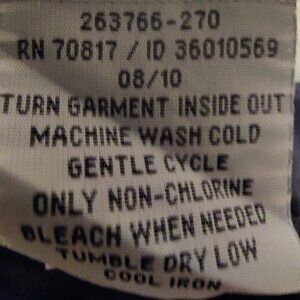 263766-270
RN 70817 / ID 36010569
08/10
TURN GARMENT INSIDE OUT
MACHINE WASH COLD
GENTLE CYCLE
ONLY NON-CHLORINE
BLEACH WHEN NEEDED
TUMBLE DRY LOW
COOL IRON